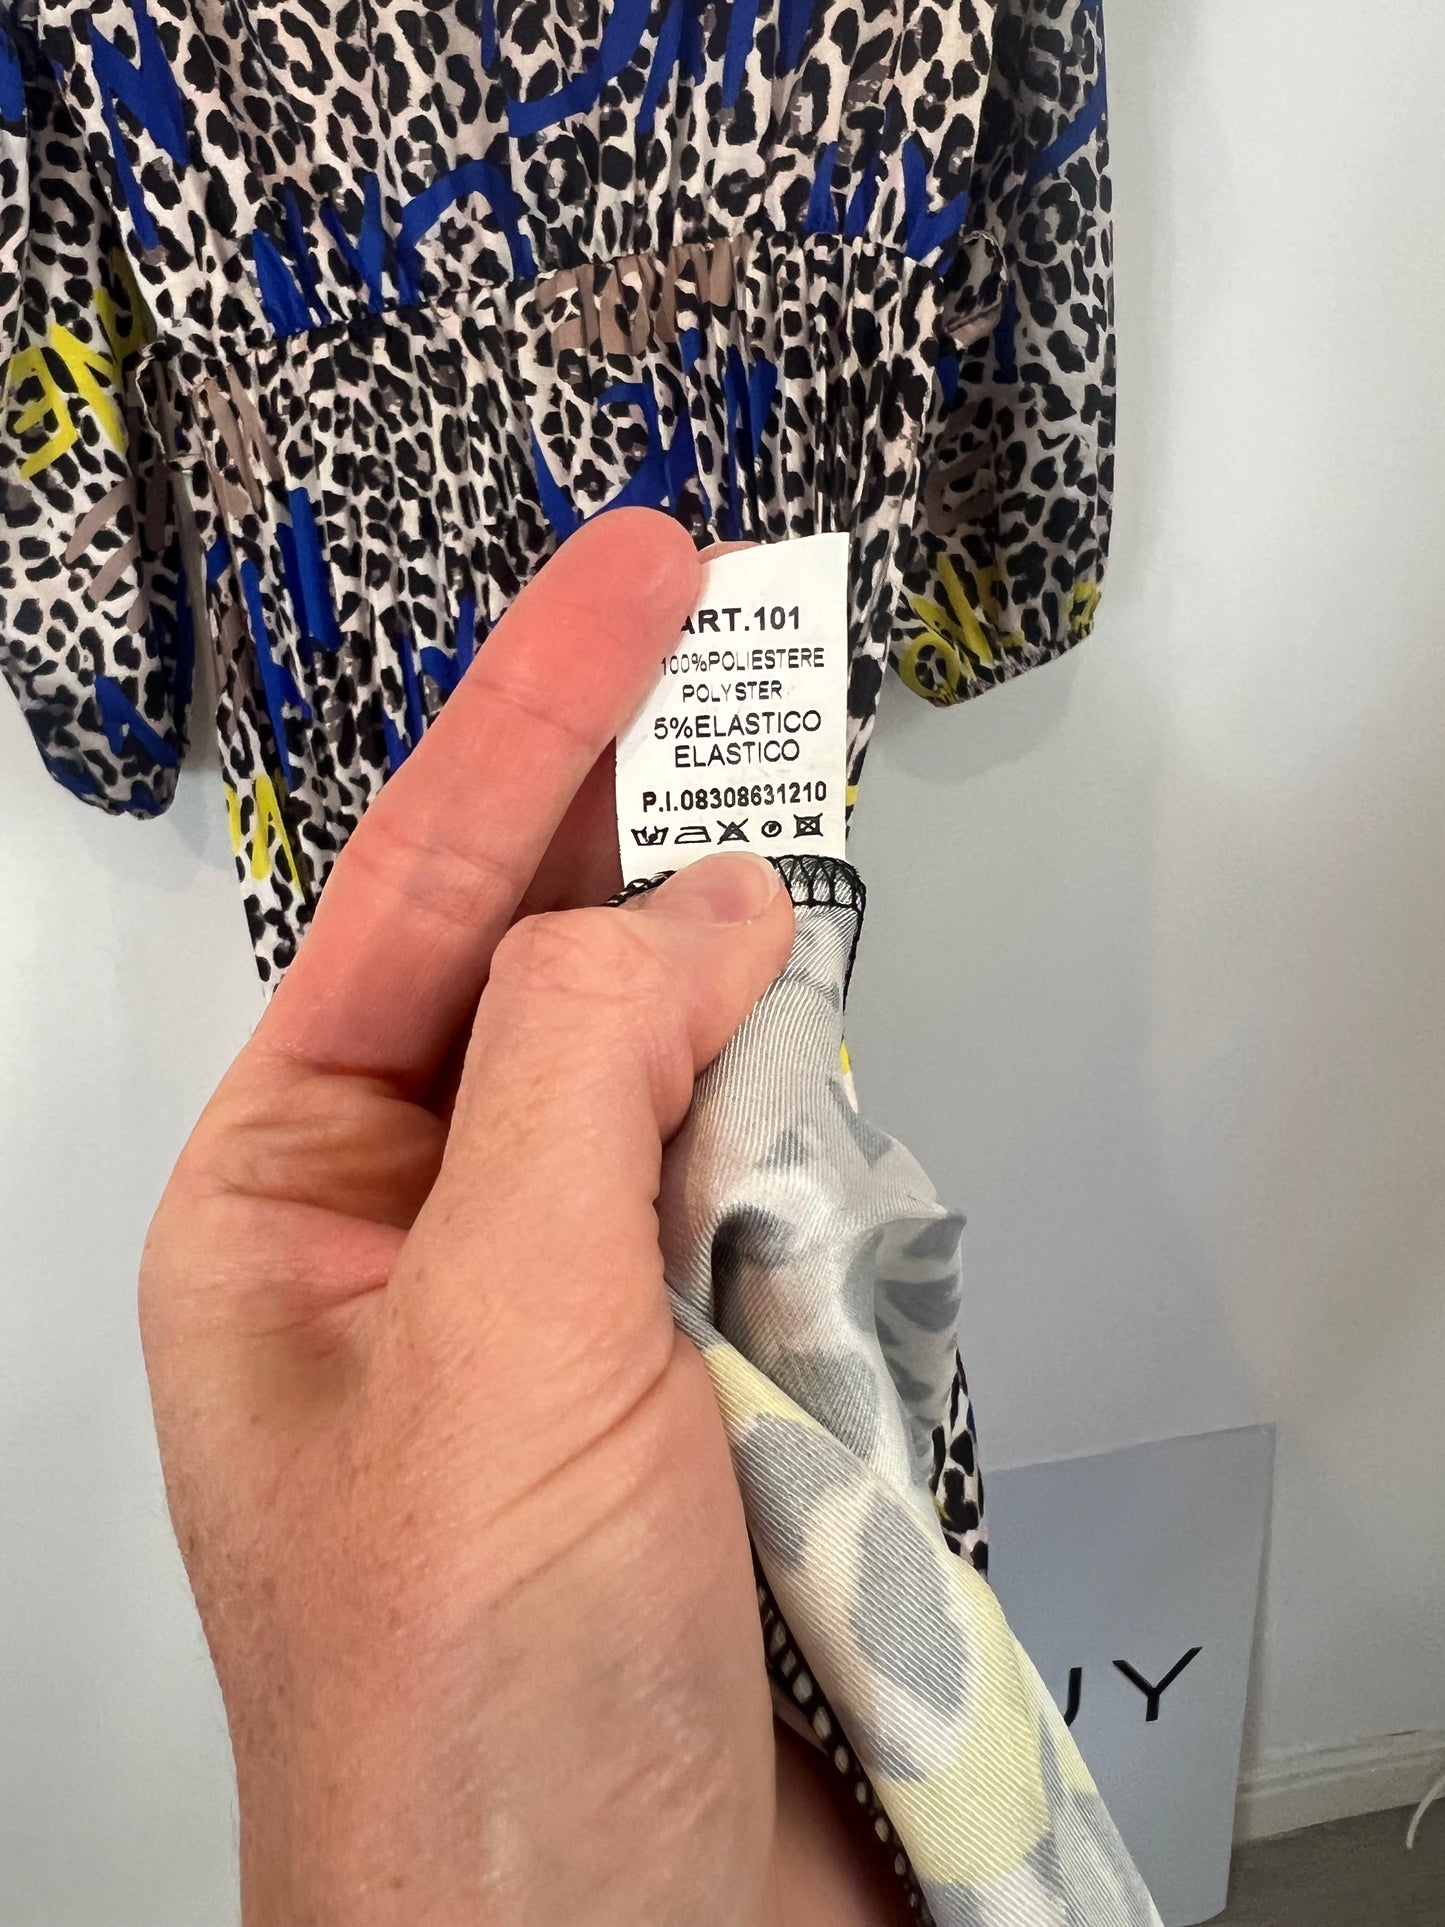 ART.101
100%POLIESTERE
POLYSTER
5%ELASTICO
ELASTICO
P.I.08308631210
UY